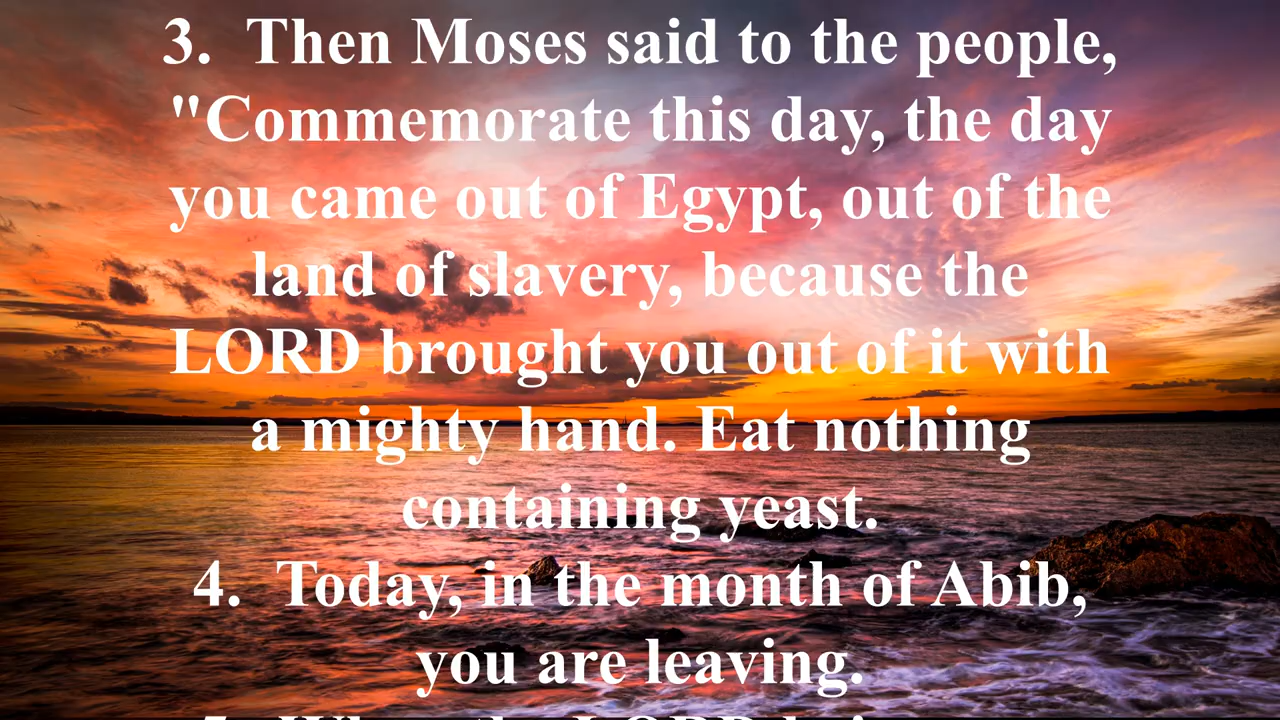 3.  Then Moses said to the people,
"Commemorate this day, the day
you came out of Egypt, out of the
land of slavery, because the
LORD brought you out of it with
a mighty hand. Eat nothing
containing yeast.
4.  Today, in the month of Abib,
you are leaving.